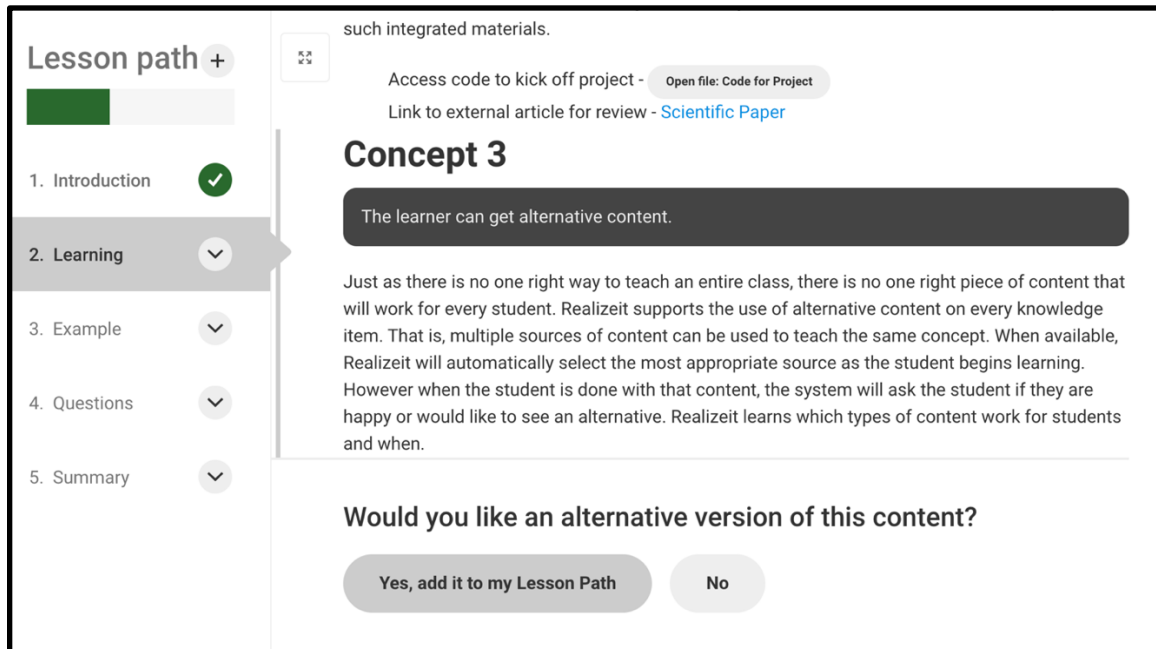 Lesson path +
1. Introduction
2. Learning
3. Example
4. Questions
5. Summary
such integrated materials.
Access code to kick off project - Open file: Code for Project
Link to external article for review - Scientific Paper
Concept 3
The learner can get alternative content.
Just as there is no one right way to teach an entire class, there is no one right piece of content that
will work for every student. Realizeit supports the use of alternative content on every knowledge
item. That is, multiple sources of content can be used to teach the same concept. When available,
Realizeit will automatically select the most appropriate source as the student begins learning.
However when the student is done with that content, the system will ask the student if they are
happy or would like to see an alternative. Realizeit learns which types of content work for students
and when.
Would you like an alternative version of this content?
Yes, add it to my Lesson Path
No